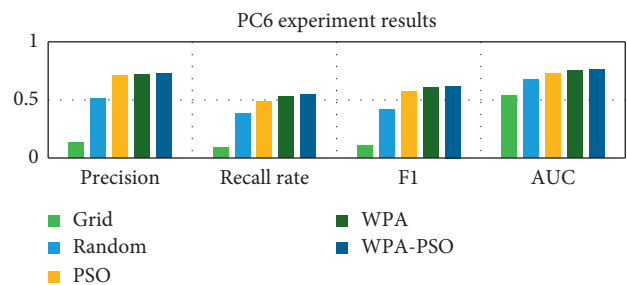 PC6 experiment results
1
0.5
0
Precision Recall rate F1 AUC
Grid WPA
Random WPA-PSO
PSO